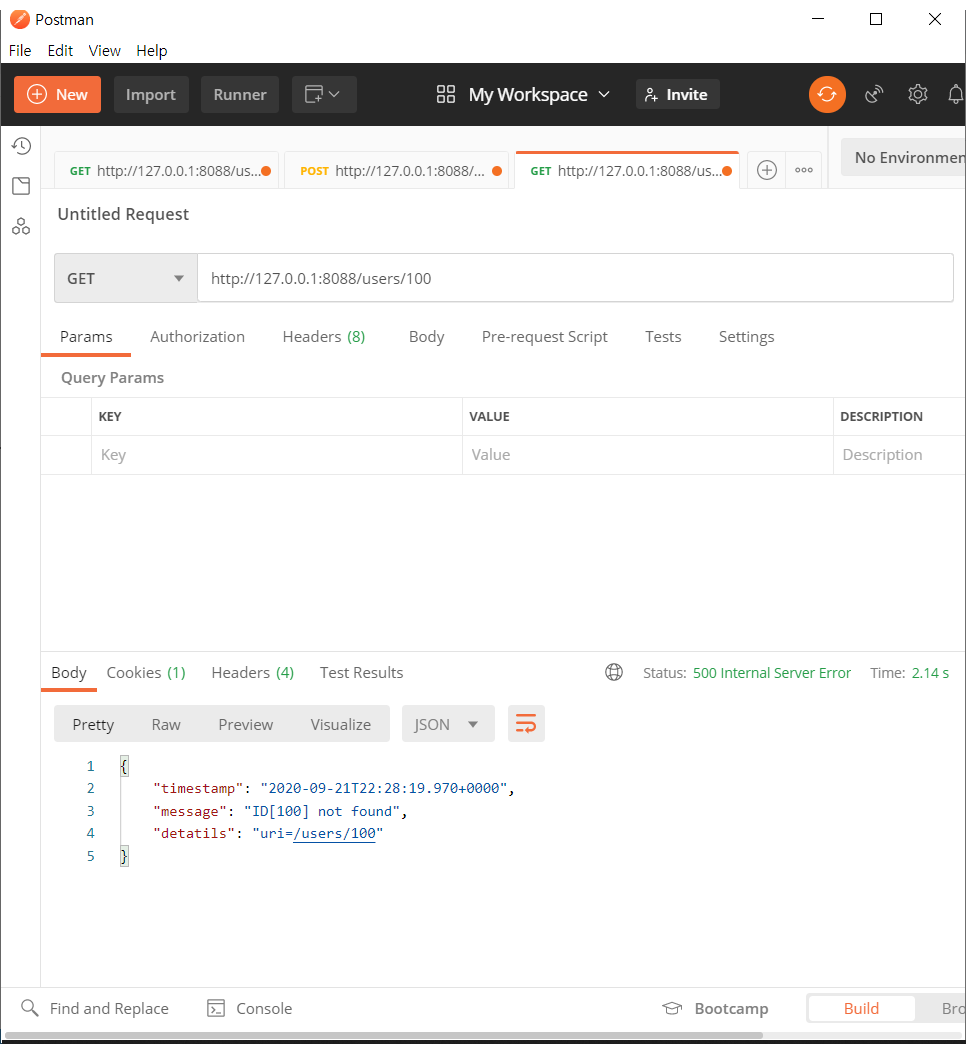 Postman
File Edit View Help
New Import Runner My Workspace Invite
GET http://127.0.0.1:8088/us... POST http://127.0.0.1:8088/... GET http://127.0.0.1:8088/us... No Environmen
Untitled Request
GET http://127.0.0.1:8088/users/100
Params Authorization Headers (8) Body Pre-request Script Tests Settings
Query Params
KEY VALUE DESCRIPTION
Key Value Description
Body Cookies (1) Headers (4) Test Results Status: 500 Internal Server Error Time: 2.14 s
Pretty Raw Preview Visualize JSON
1 {
2 "timestamp": "2020-09-21T22:28:19.970+0000",
3 "message": "ID[100] not found",
4 "detatils": "uri=/users/100"
5 }
Find and Replace Console Bootcamp Build Bro